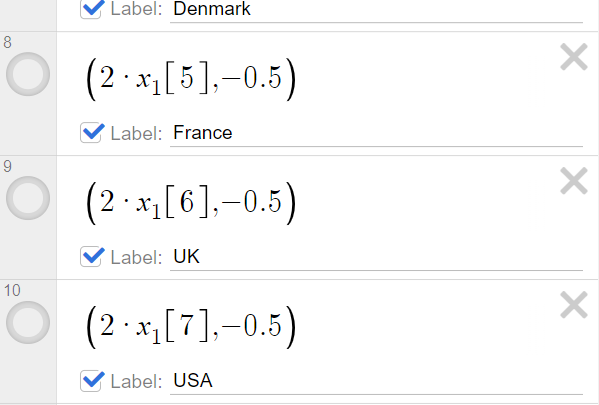 Label: Denmark
8
(2 · x₁[5],−0.5)
Label: France
9
(2 · x₁[6],−0.5)
Label: UK
10
(2 · x₁[7],−0.5)
Label: USA